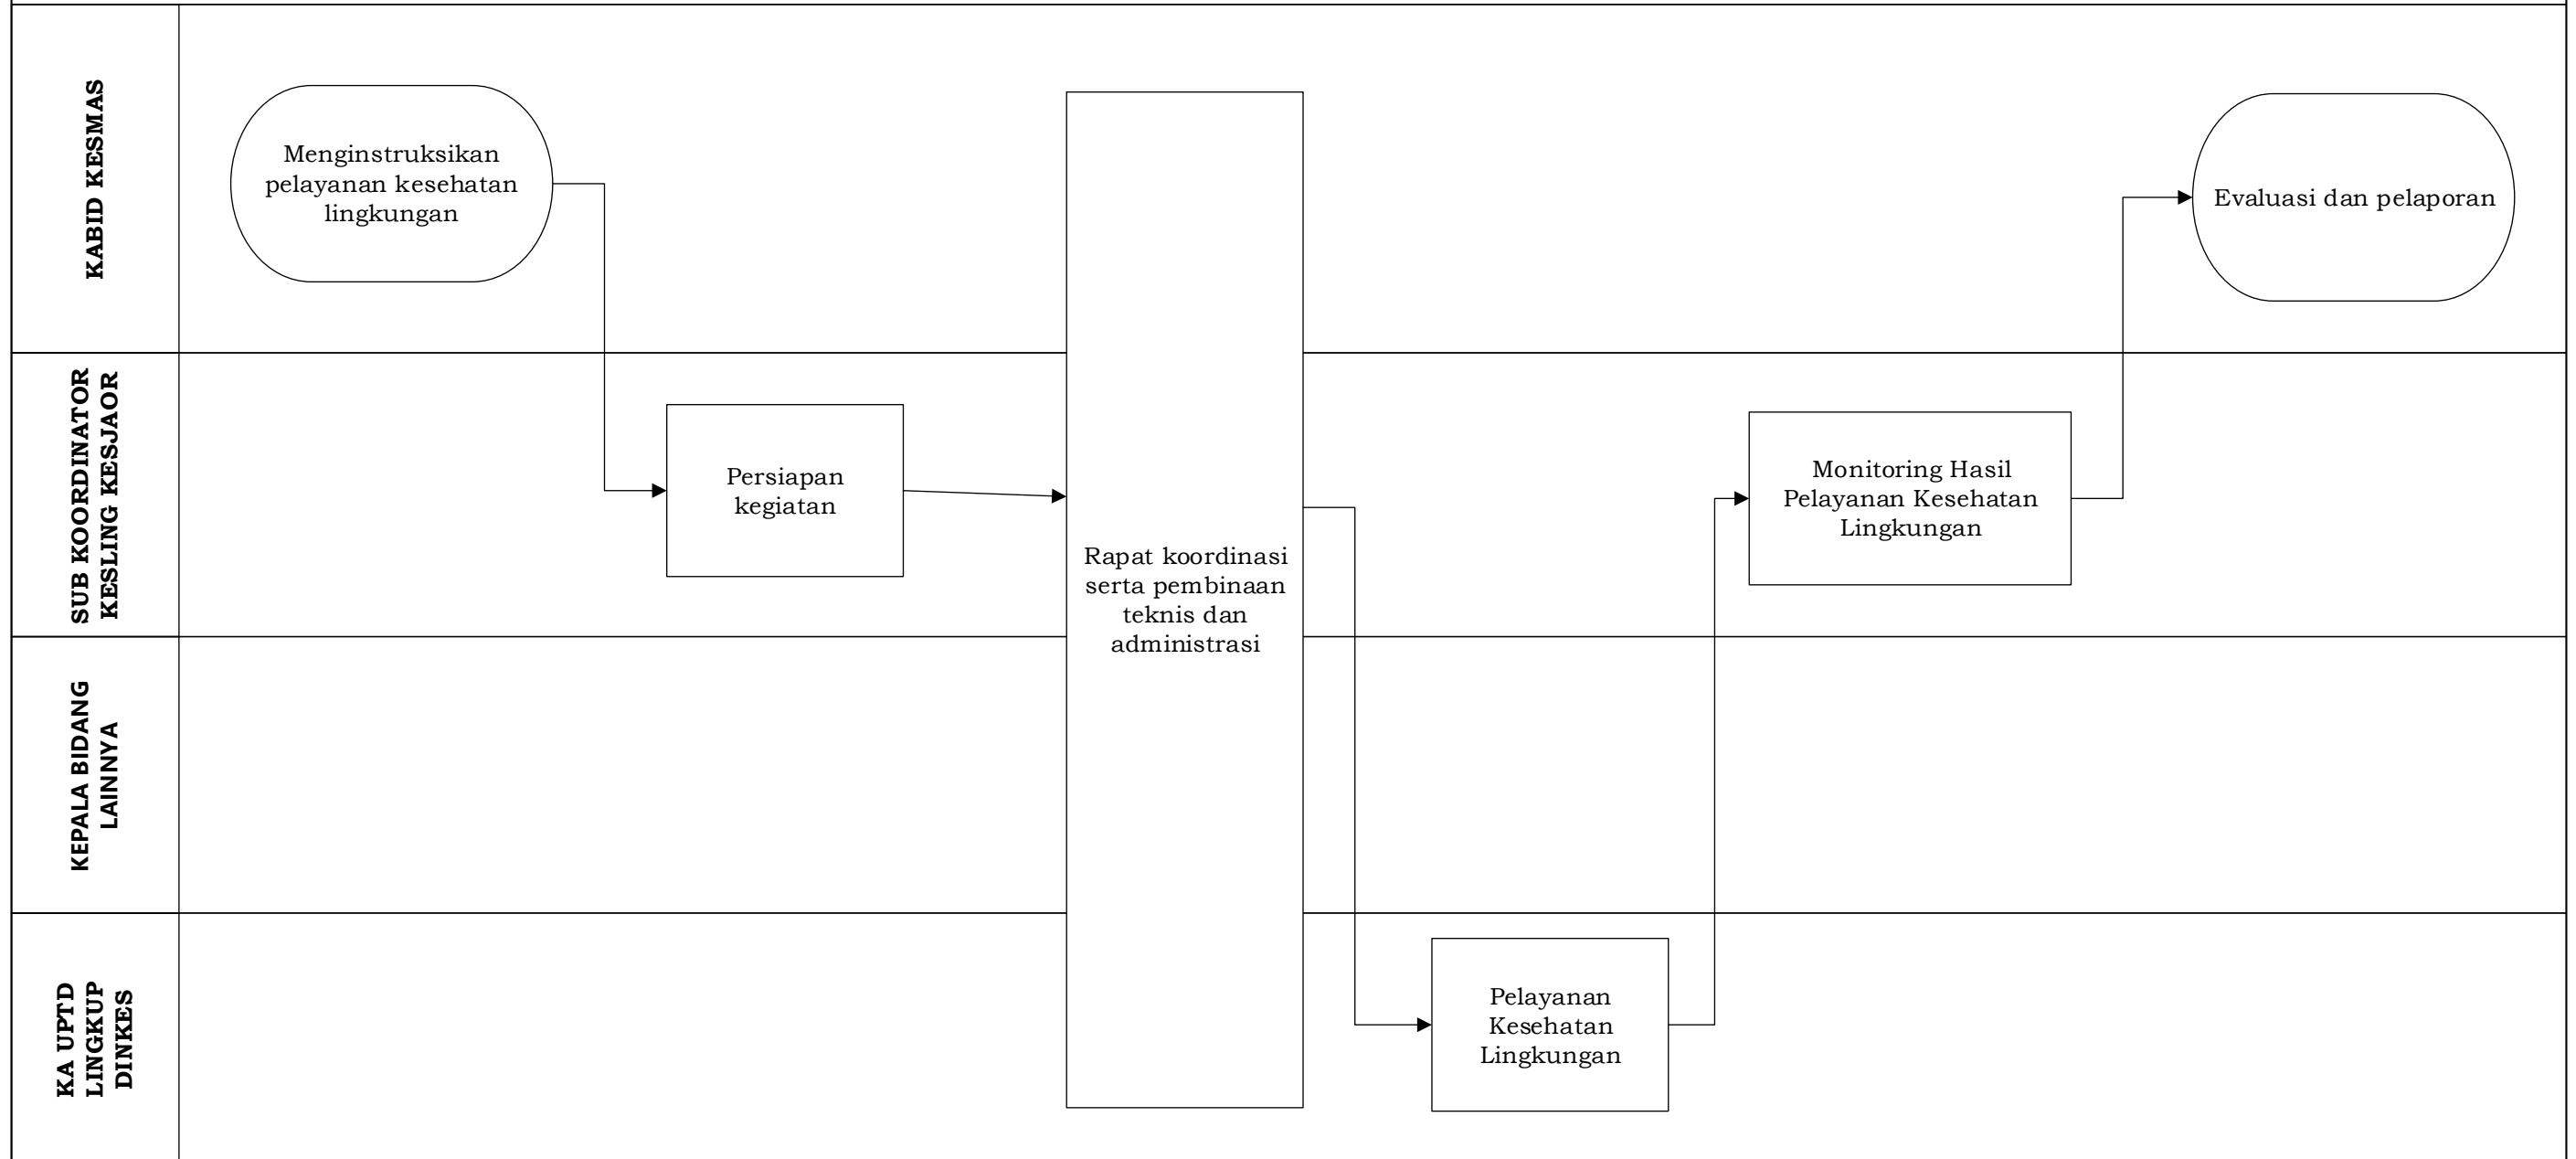 KABID KESMAS
Menginstruksikan
pelayanan kesehatan
lingkungan
Evaluasi dan pelaporan
SUB KOORDINATOR
KESLING KESJAOR
Persiapan
kegiatan
Rapat koordinasi
serta pembinaan
teknis dan
administrasi
Monitoring Hasil
Pelayanan Kesehatan
Lingkungan
KEPALA BIDANG
LAINNYA
KA UPTD
LINGKUP
DINKES
Pelayanan
Kesehatan
Lingkungan